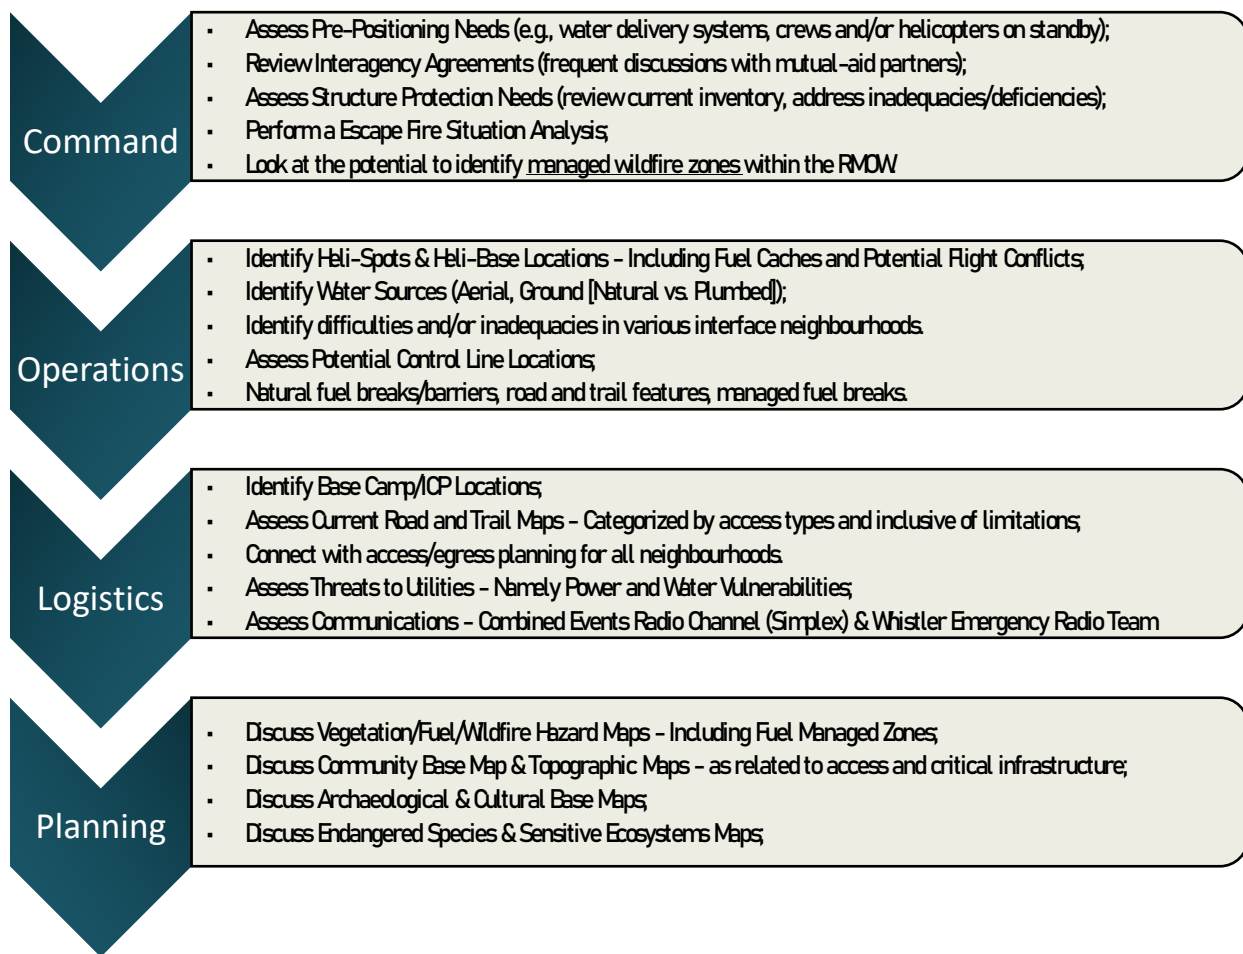 Command
▪ Assess Pre-Positioning Needs (e.g., water delivery systems, crews and/or helicopters on standby);
▪ Review Interagency Agreements (frequent discussions with mutual-aid partners);
▪ Assess Structure Protection Needs (review current inventory, address inadequacies/deficiencies);
▪ Perform a Escape Fire Situation Analysis;
▪ Look at the potential to identify managed wildfire zones within the RMOW.
Operations
▪ Identify Heli-Spots & Heli-Base Locations - Including Fuel Caches and Potential Flight Conflicts;
▪ Identify Water Sources (Aerial, Ground [Natural vs. Plumbed]);
▪ Identify difficulties and/or inadequacies in various interface neighbourhoods.
▪ Assess Potential Control Line Locations;
▪ Natural fuel breaks/barriers, road and trail features, managed fuel breaks.
Logistics
▪ Identify Base Camp/ICP Locations;
▪ Assess Current Road and Trail Maps - Categorized by access types and inclusive of limitations;
▪ Connect with access/egress planning for all neighbourhoods.
▪ Assess Threats to Utilities - Namely Power and Water Vulnerabilities;
▪ Assess Communications - Combined Events Radio Channel (Simplex) & Whistler Emergency Radio Team
Planning
▪ Discuss Vegetation/Fuel/Wildfire Hazard Maps - Including Fuel Managed Zones;
▪ Discuss Community Base Map & Topographic Maps - as related to access and critical infrastructure;
▪ Discuss Archaeological & Cultural Base Maps;
▪ Discuss Endangered Species & Sensitive Ecosystems Maps;